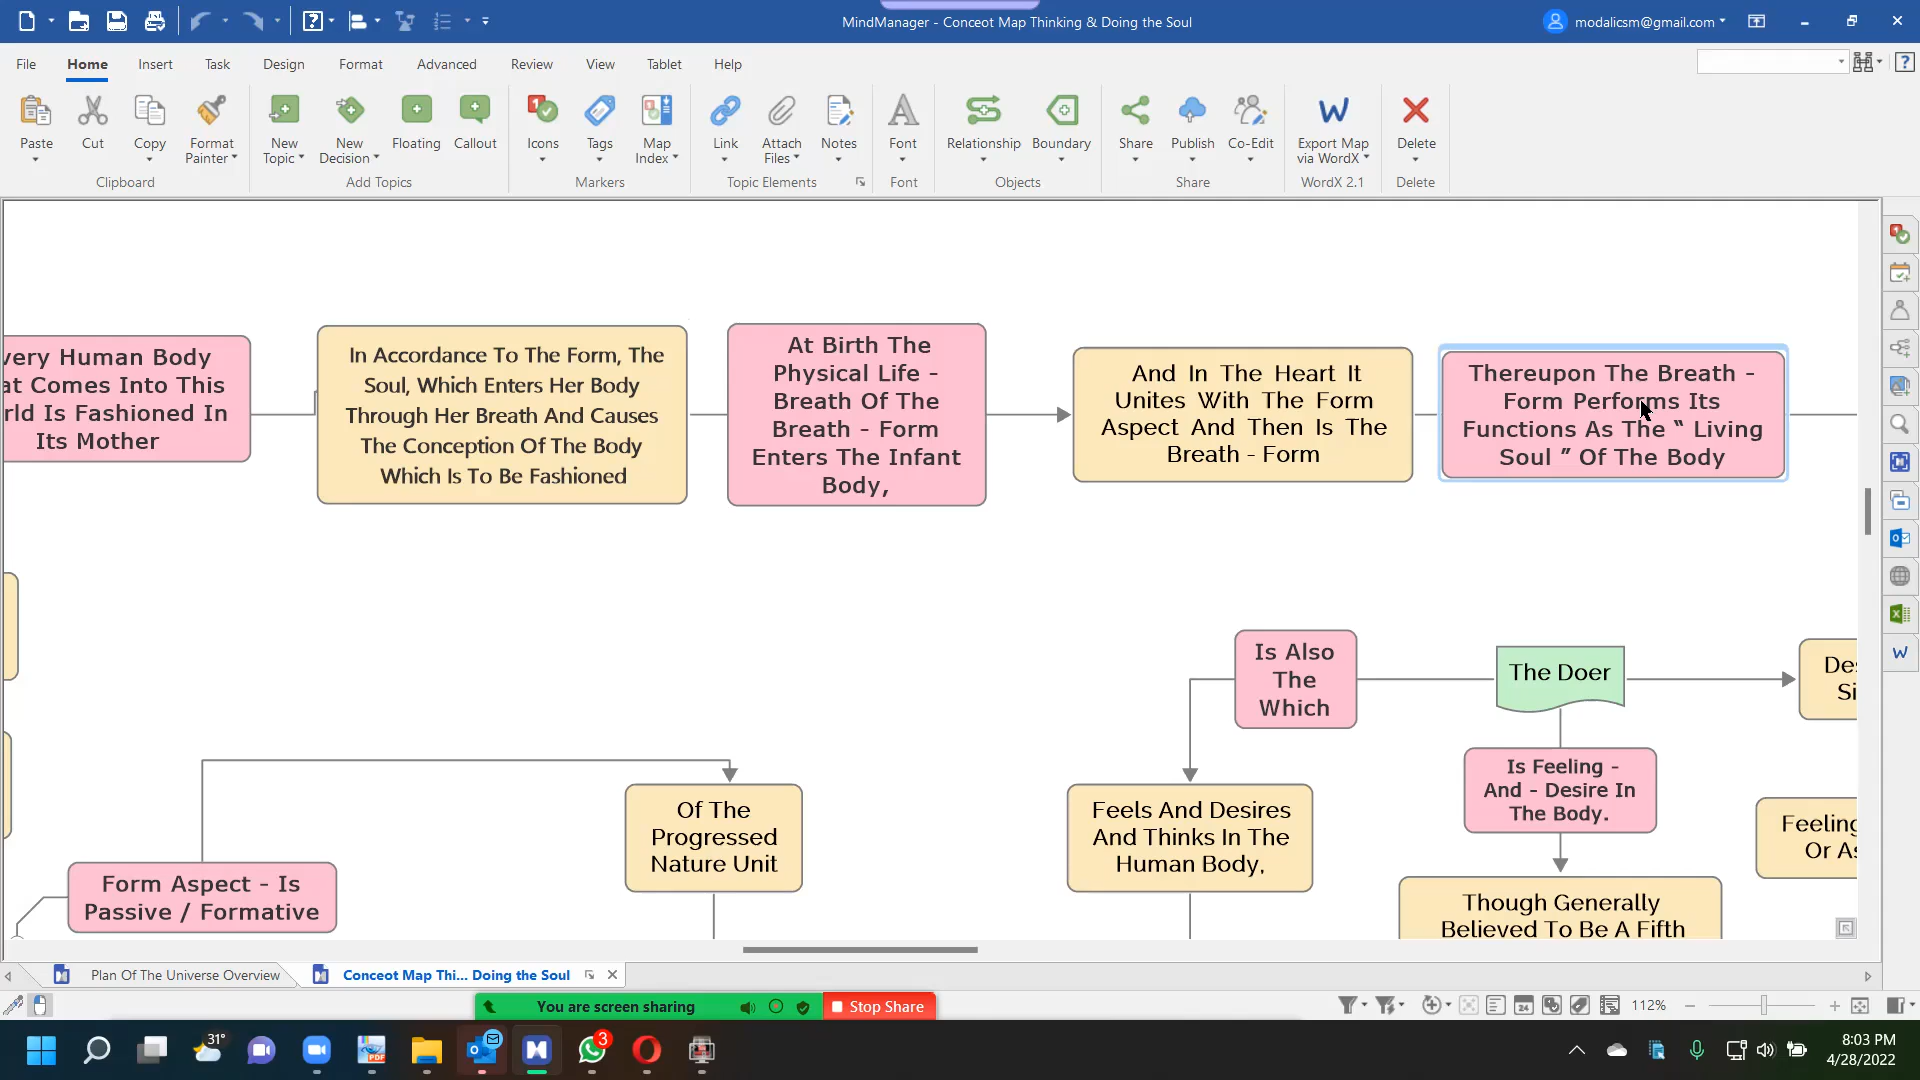 MindManager - Conceot Map Thinking & Doing the Soul
modalicsm@gmail.com
File
Home
Insert
Task
Design
Format
Advanced
Review
View
Tablet
Help
Paste
Cut
Copy
Format
Painter
New
Topic
New
Decision
Floating
Callout
Icons
Tags
Map
Index
Link
Attach
Files
Notes
Font
Relationship
Boundary
Share
Publish
Co-Edit
Export Map
via WordX
Delete
Clipboard
Add Topics
Markers
Topic Elements
Font
Objects
Share
WordX 2.1
Delete
very Human Body
at Comes Into This
rld Is Fashioned In
Its Mother
In Accordance To The Form, The
Soul, Which Enters Her Body
Through Her Breath And Causes
The Conception Of The Body
Which Is To Be Fashioned
At Birth The
Physical Life -
Breath Of The
Breath - Form
Enters The Infant
Body,
And In The Heart It
Unites With The Form
Aspect And Then Is The
Breath - Form
Thereupon The Breath -
Form Performs Its
Functions As The “ Living
Soul ” Of The Body
Is Also
The
Which
The Doer
Des
Si
Is Feeling -
And - Desire In
The Body.
Of The
Progressed
Nature Unit
Feels And Desires
And Thinks In The
Human Body,
Feeling
Or As
Form Aspect - Is
Passive / Formative
Though Generally
Believed To Be A Fifth
Plan Of The Universe Overview
Conceot Map Thi... Doing the Soul
You are screen sharing
Stop Share
112%
31°
3
8:03 PM
4/28/2022